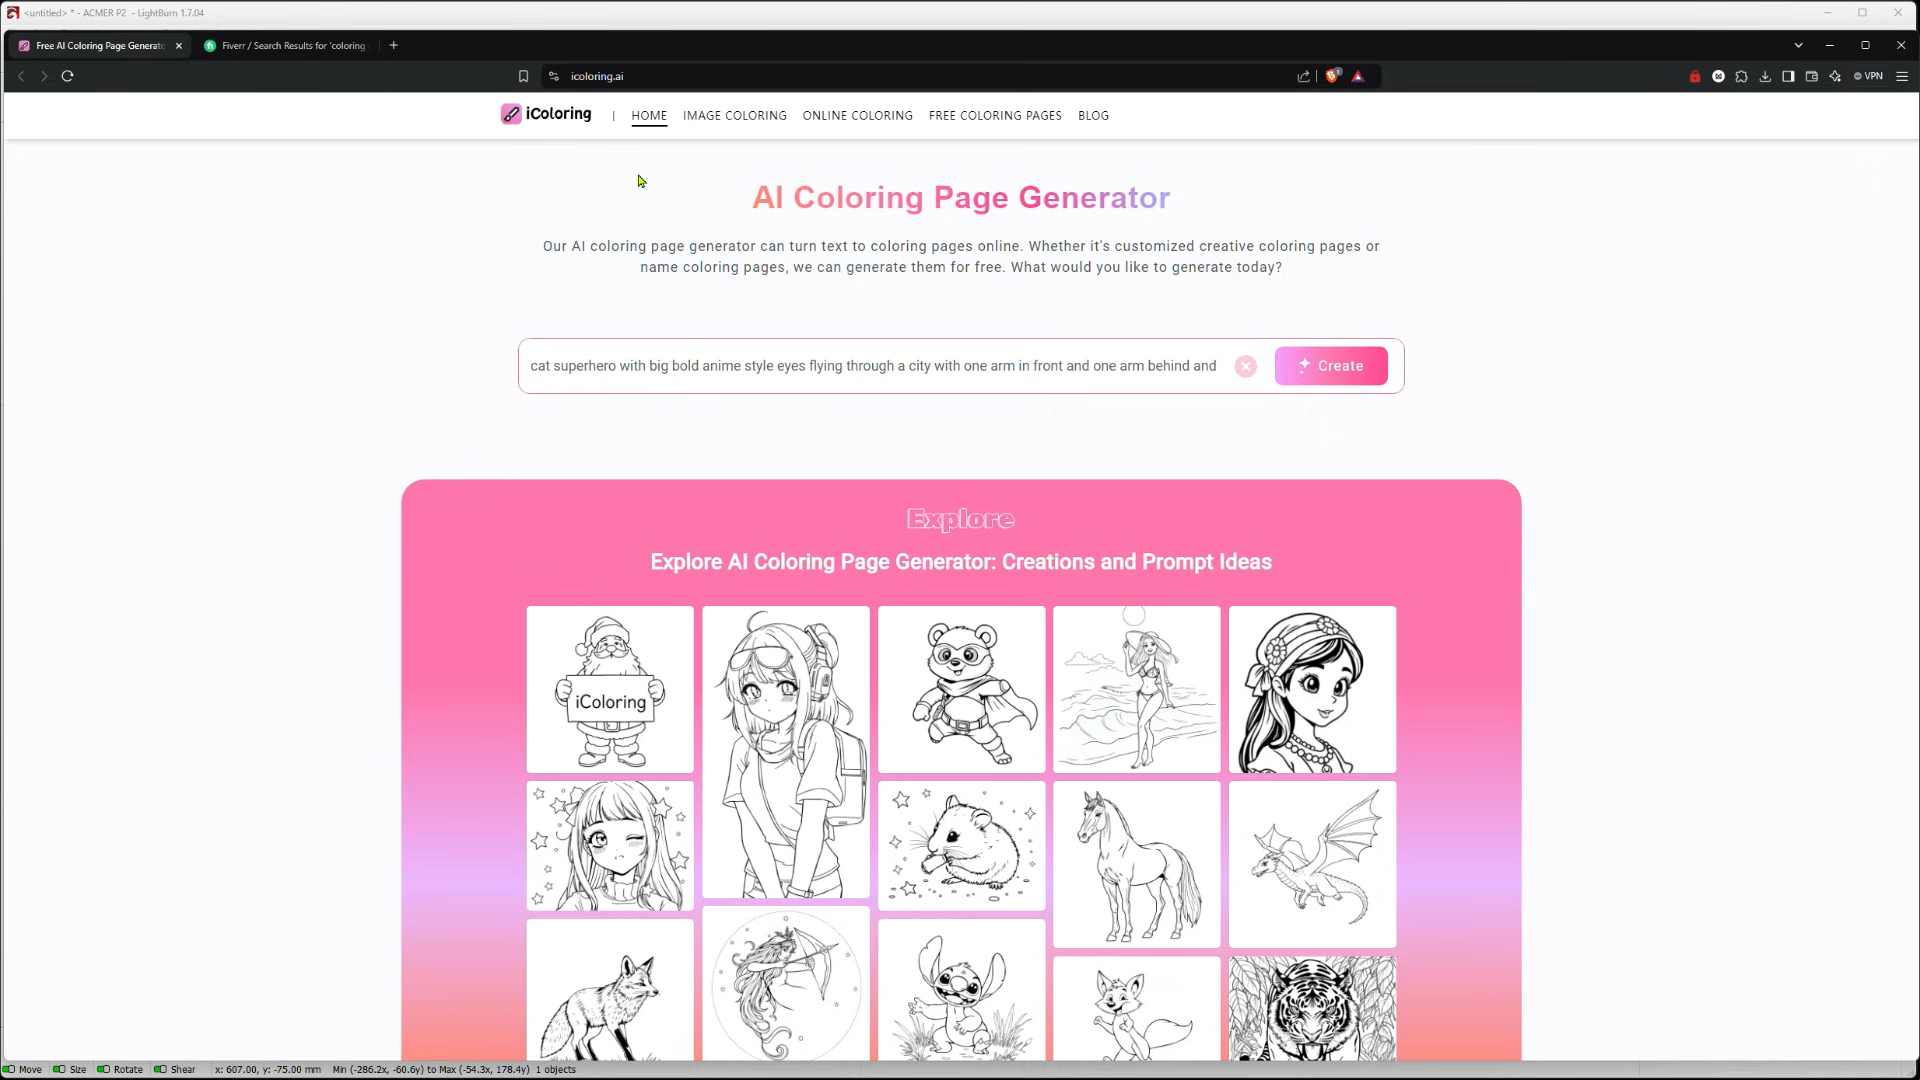 <untitled> * - ACMER P2 - LightBurn 1.7.04
Free AI Coloring Page Generato
Fiverr / Search Results for 'coloring
icoloring.ai
VPN
iColoring
|
HOME
IMAGE COLORING
ONLINE COLORING
FREE COLORING PAGES
BLOG
AI Coloring Page Generator
Our AI coloring page generator can turn text to coloring pages online. Whether it's customized creative coloring pages or
name coloring pages, we can generate them for free. What would you like to generate today?
cat superhero with big bold anime style eyes flying through a city with one arm in front and one arm behind and
Create
Explore
Explore AI Coloring Page Generator: Creations and Prompt Ideas
iColoring
Move
Size
Rotate
Shear
x: 607.00, y: -75.00 mm
Min (-286.2x, -60.6y) to Max (-54.3x, 178.4y)
1 objects